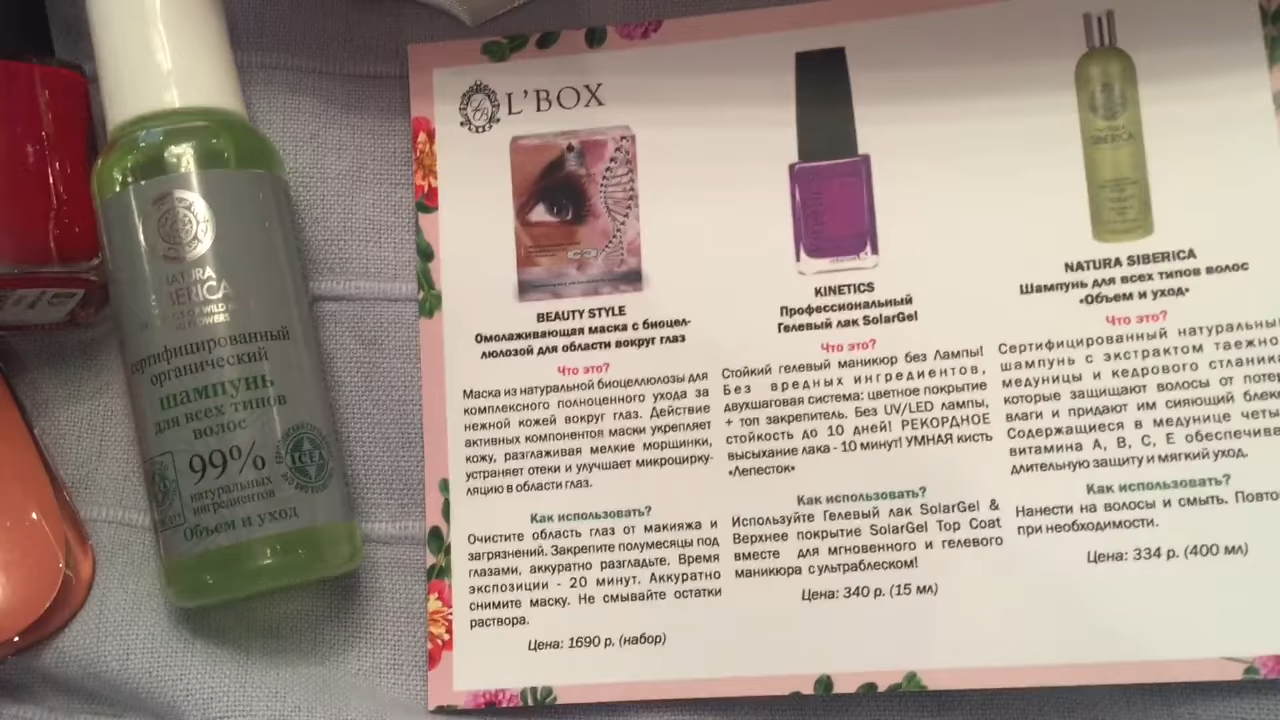 NATURA
SIBERICA
сертифицированный
органический
шампунь
для всех типов
волос
99%
натуральных
ингредиентов
Объем и уход
ICEA
L'BOX
BEAUTY STYLE
Омолаживающая маска с биоцел-
люлозой для области вокруг глаз
Что это?
Маска из натуральной биоцеллюлозы для
комплексного полноценного ухода за
нежной кожей вокруг глаз. Действие
активных компонентов маски укрепляет
кожу, разглаживая мелкие морщинки,
устраняет отеки и улучшает микроцирку-
ляцию в области глаз.
Как использовать?
Очистите область глаз от макияжа и
загрязнений. Закрепите полумесяцы под
глазами, аккуратно разгладьте. Время
экспозиции - 20 минут. Аккуратно
снимите маску. Не смывайте остатки
раствора.
Цена: 1690 р. (набор)
KINETICS
Профессиональный
Гелевый лак SolarGel
Что это?
Стойкий гелевый маникюр без Лампы!
Без вредных ингредиентов,
двухшаговая система: цветное покрытие
+ топ закрепитель. Без UV/LED лампы,
стойкость до 10 дней! РЕКОРДНОЕ
высыхание лака - 10 минут! УМНАЯ кисть
«Лепесток»
Как использовать?
Используйте Гелевый лак SolarGel &
Верхнее покрытие SolarGel Top Coat
вместе для мгновенного и гелевого
маникюра с ультраблеском!
Цена: 340 р. (15 мл)
SIBERICA
NATURA SIBERICA
Шампунь для всех типов волос
«Объем и уход»
Что это?
Сертифицированный натуральны
шампунь с экстрактом таежно
медуницы и кедрового стланик
которые защищают волосы от потер
влаги и придают им сияющий блеск
Содержащиеся в медунице четы
витамина А, В, С, Е обеспечива
длительную защиту и мягкий уход.
Как использовать?
Нанести на волосы и смыть. Повто
при необходимости.
Цена: 334 р. (400 мл)